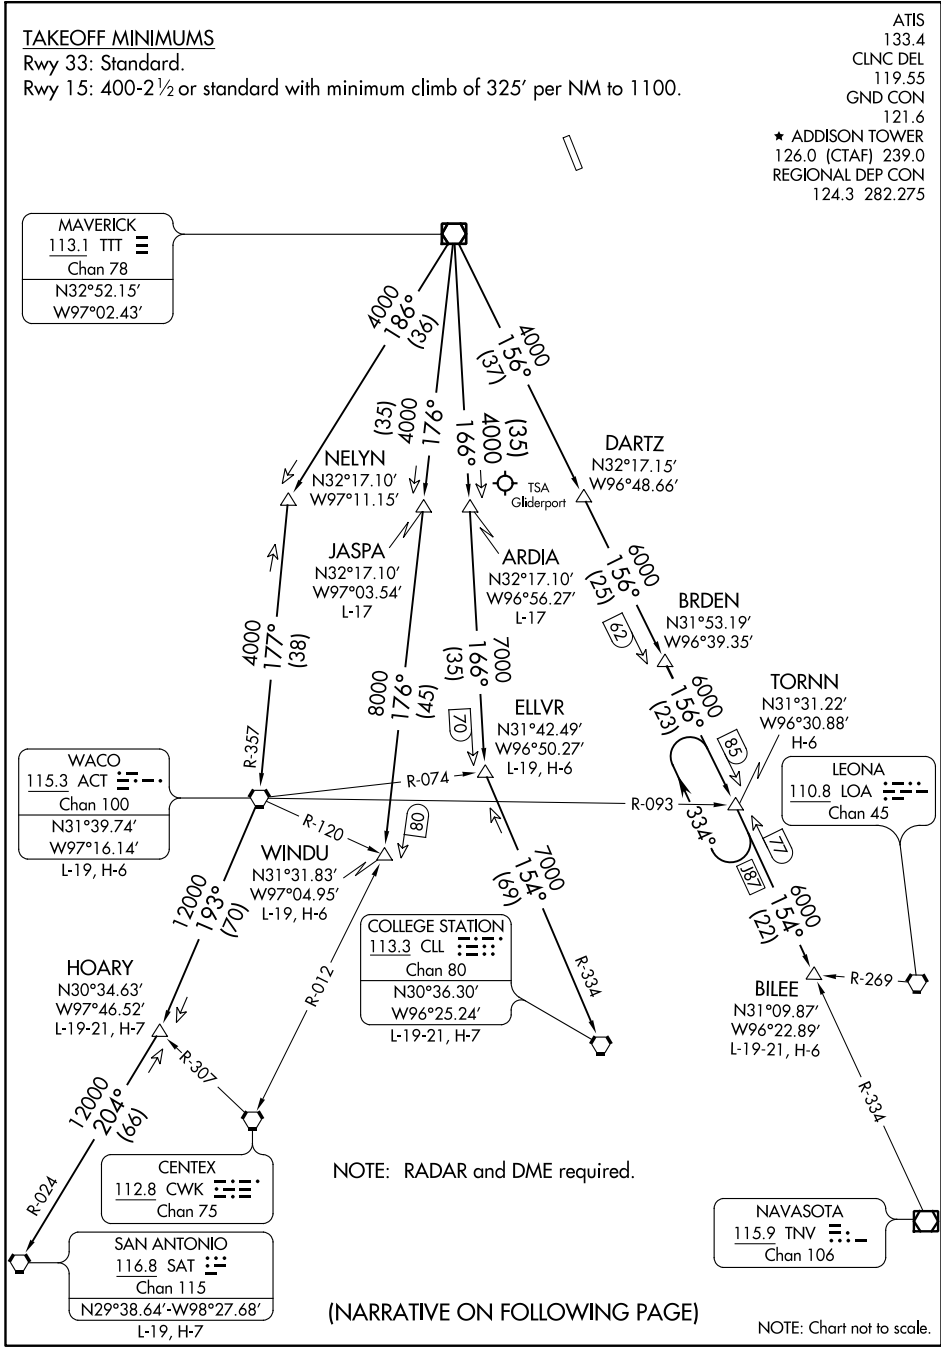 TAKEOFF MINIMUMS
Rwy 33: Standard.
Rwy 15: 400-2½ or standard with minimum climb of 325' per NM to 1100.
ATIS
133.4
CLNC DEL
119.55
GND CON
121.6
★ ADDISON TOWER
126.0 (CTAF) 239.0
REGIONAL DEP CON
124.3 282.275
MAVERICK
113.1 TTT
Chan 78
N32°52.15'
W97°02.43'
4000
186°
(36)
(35)
4000
176°
166°
4000
(35)
4000
156°
(37)
NELYN
N32°17.10'
W97°11.15'
JASPA
N32°17.10'
W97°03.54'
L-17
TSA
Gliderport
ARDIA
N32°17.10'
W96°56.27'
L-17
DARTZ
N32°17.15'
W96°48.66'
6000
156°
(25)
62
BRDEN
N31°53.19'
W96°39.35'
4000
177°
(38)
R-357
8000
176°
(45)
7000
166°
(35)
70
ELLVR
N31°42.49'
W96°50.27'
L-19, H-6
6000
156°
(23)
85
TORNN
N31°31.22'
W96°30.88'
H-6
WACO
115.3 ACT
Chan 100
N31°39.74'
W97°16.14'
L-19, H-6
R-074
R-093
R-120
80
WINDU
N31°31.83'
W97°04.95'
L-19, H-6
334°
J87
77
LEONA
110.8 LOA
Chan 45
12000
193°
(70)
7000
154°
(69)
R-334
6000
154°
(22)
HOARY
N30°34.63'
W97°46.52'
L-19-21, H-7
R-012
COLLEGE STATION
113.3 CLL
Chan 80
N30°36.30'
W96°25.24'
L-19-21, H-7
BILEE
N31°09.87'
W96°22.89'
L-19-21, H-6
R-269
R-307
12000
204°
(66)
R-024
R-334
CENTEX
112.8 CWK
Chan 75
NOTE: RADAR and DME required.
NAVASOTA
115.9 TNV
Chan 106
SAN ANTONIO
116.8 SAT
Chan 115
N29°38.64'-W98°27.68'
L-19, H-7
(NARRATIVE ON FOLLOWING PAGE)
NOTE: Chart not to scale.